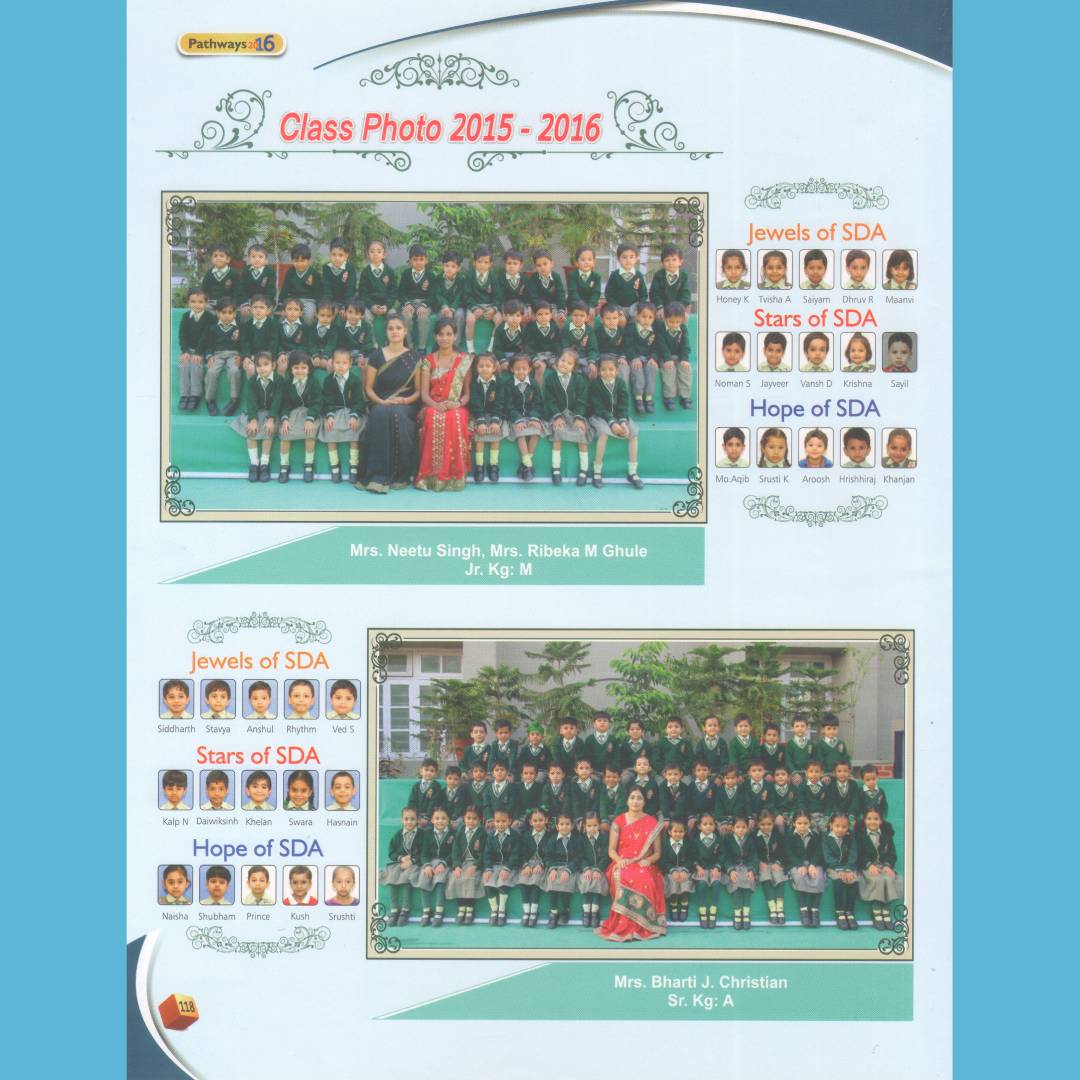 Pathways 2016
Class Photo 2015 - 2016
Jewels of SDA
Honey K Tvisha A Saiyam Dhruv R Maanvi
Stars of SDA
Noman S Jayveer Vansh D Krishna Sayil
Hope of SDA
Mo.Aqib Srusti K Aroosh Hrishhiraj Khanjan
Mrs. Neetu Singh, Mrs. Ribeka M Ghule
Jr. Kg: M
Jewels of SDA
Siddharth Stavya Anshul Rhythm Ved S
Stars of SDA
Kalp N Daiwiksinh Khelan Swara Hasnain
Hope of SDA
Naisha Shubham Prince Kush Srushti
Mrs. Bharti J. Christian
Sr. Kg: A
118